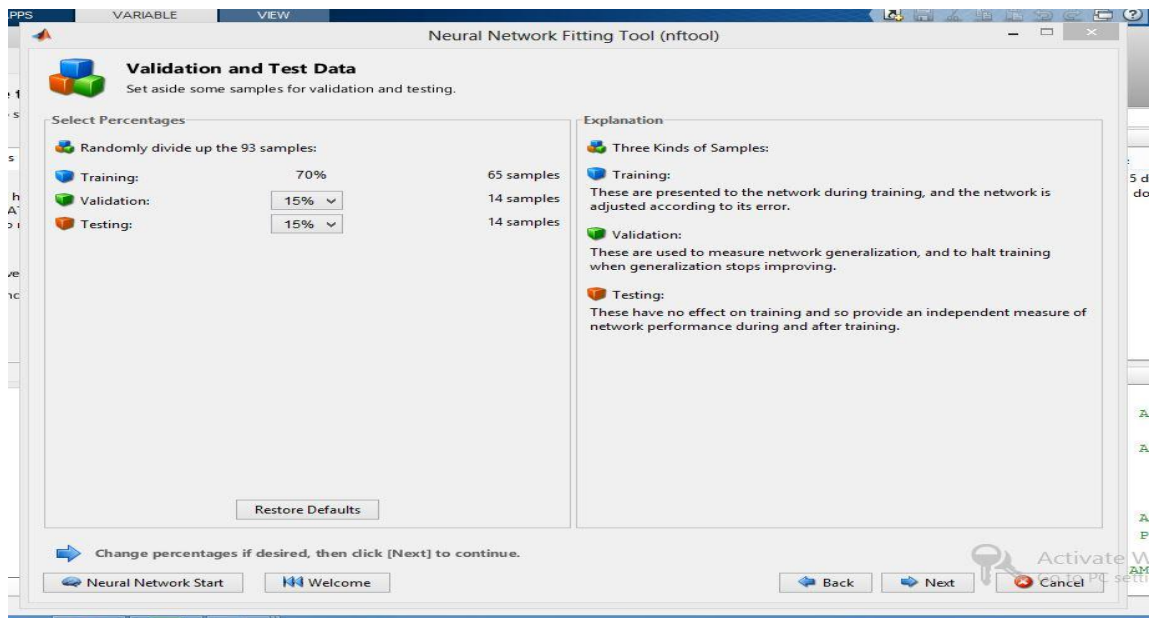 PPS VARIABLE VIEW
Neural Network Fitting Tool (nftool)
Validation and Test Data
Set aside some samples for validation and testing.
Select Percentages
Randomly divide up the 93 samples:
Training: 70% 65 samples
Validation: 15% 14 samples
Testing: 15% 14 samples
Restore Defaults
Explanation
Three Kinds of Samples:
Training:
These are presented to the network during training, and the network is
adjusted according to its error.
Validation:
These are used to measure network generalization, and to halt training
when generalization stops improving.
Testing:
These have no effect on training and so provide an independent measure of
network performance during and after training.
Change percentages if desired, then click [Next] to continue.
Neural Network Start Welcome Back Next Cancel
Activate W
Go to PC setti